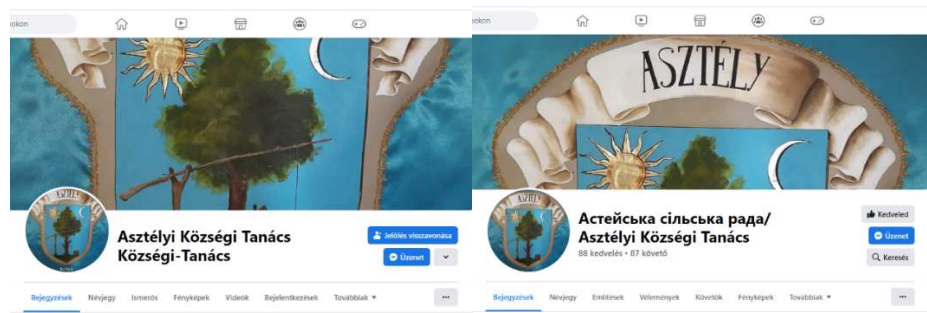 okon
Asztélyi Községi Tanács
Községi-Tanács
Jelölés visszavonása
Üzenet
Bejegyzések Névjegy Ismerős Fényképek Videók Bejelentkezések Továbbiak
ASZTÉLY
Астейська сільська рада/
Asztélyi Községi Tanács
88 kedvelés • 87 követő
Kedveled
Üzenet
Keresés
Bejegyzések Névjegy Említések Vélemények Követők Fényképek Továbbiak